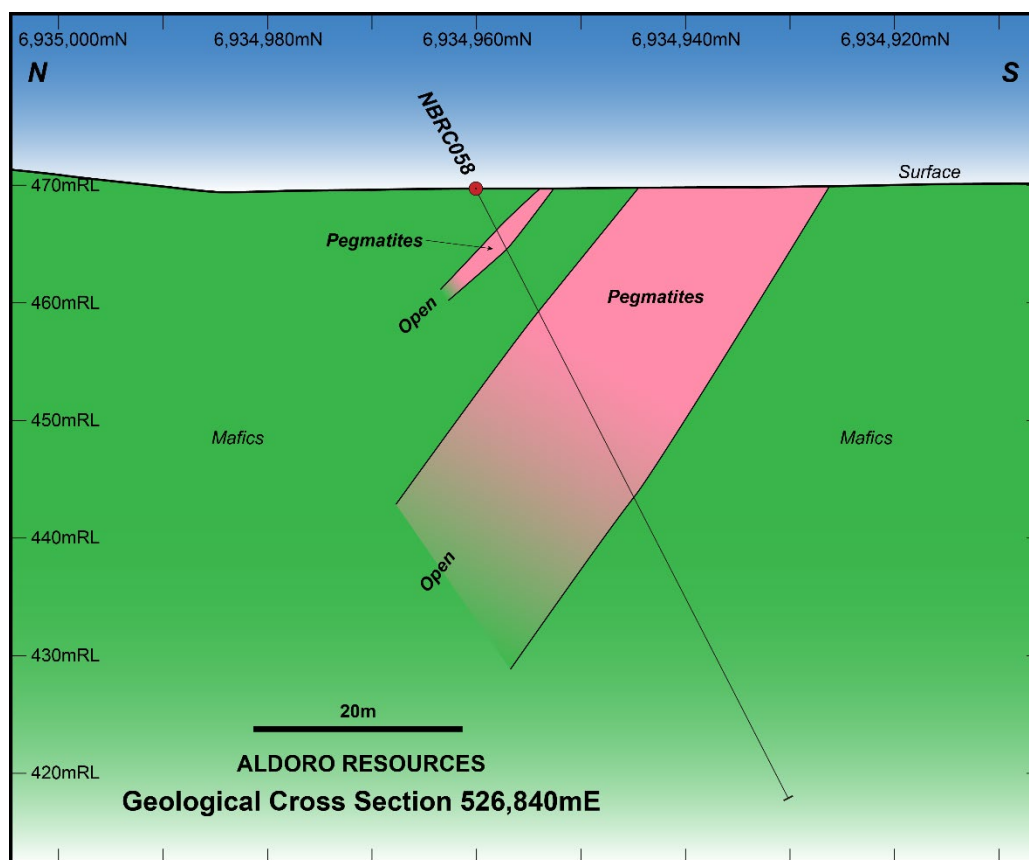 6,935,000mN 6,934,980mN 6,934,960mN 6,934,940mN 6,934,920mN
N S
NBRC058
Surface
470mRL
Pegmatites
Pegmatites
460mRL
Open
450mRL
Mafics Mafics
440mRL
Open
430mRL
20m
ALDORO RESOURCES
420mRL
Geological Cross Section 526,840mE